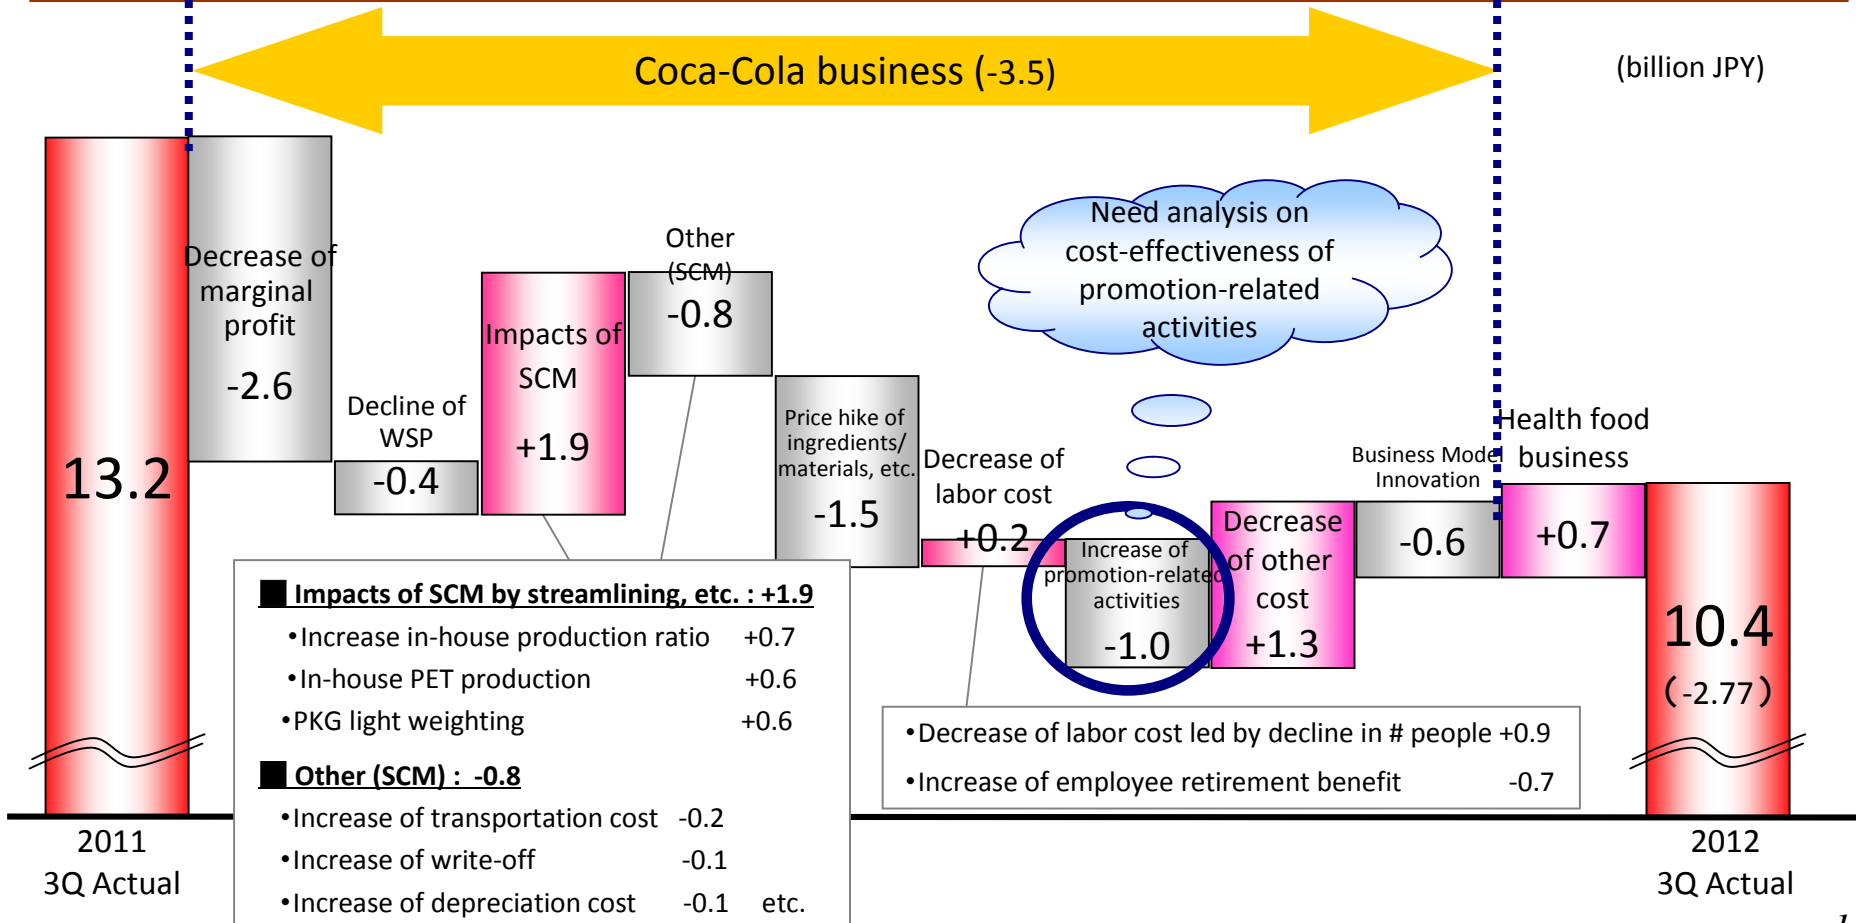 Coca-Cola business (-3.5)
(billion JPY)
13.2
Decrease of
marginal
profit
-2.6
Decline of
WSP
-0.4
Impacts of
SCM
+1.9
Other
(SCM)
-0.8
Price hike of
ingredients/
materials, etc.
-1.5
Decrease of
labor cost
+0.2
Need analysis on
cost-effectiveness of
promotion-related
activities
Increase of
promotion-related
activities
-1.0
Decrease
of other
cost
+1.3
Business Model
Innovation
-0.6
Health food
business
+0.7
10.4
(-2.77)
■ Impacts of SCM by streamlining, etc. : +1.9
•Increase in-house production ratio +0.7
•In-house PET production +0.6
•PKG light weighting +0.6
■ Other (SCM) : -0.8
•Increase of transportation cost -0.2
•Increase of write-off -0.1
•Increase of depreciation cost -0.1 etc.
•Decrease of labor cost led by decline in # people +0.9
•Increase of employee retirement benefit -0.7
2011
3Q Actual
2012
3Q Actual